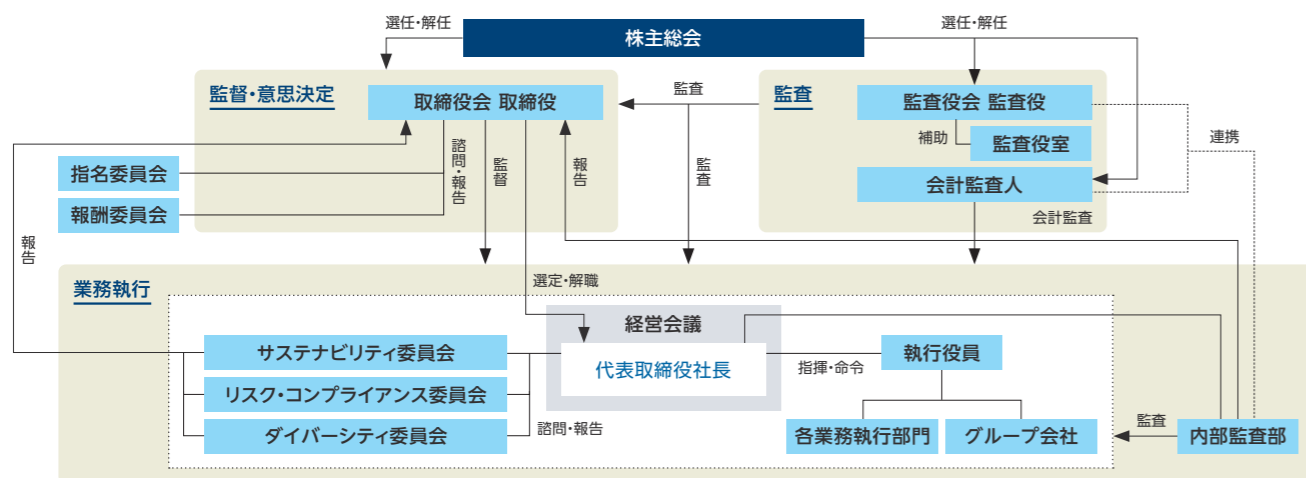 選任・解任
株主総会
選任・解任
監督・意思決定
取締役会 取締役
監査
監査
監査役会 監査役
補助
監査役室
連携
指名委員会
報酬委員会
諮問・報告
監督
報告
監査
会計監査人
会計監査
報告
業務執行
選定・解職
経営会議
代表取締役社長
サステナビリティ委員会
リスク・コンプライアンス委員会
ダイバーシティ委員会
諮問・報告
指揮・命令
執行役員
各業務執行部門
グループ会社
監査
内部監査部